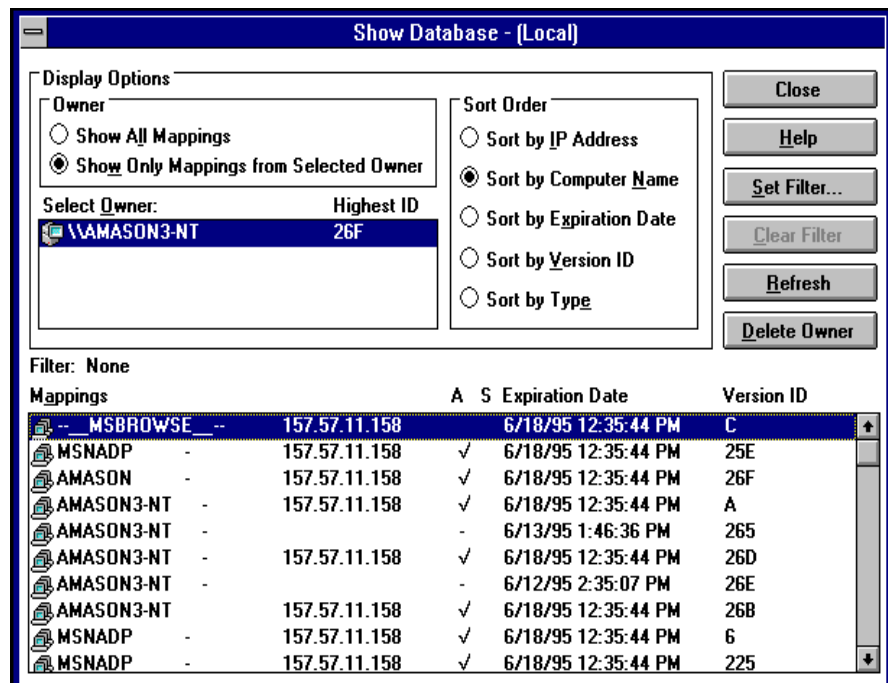 Show Database - (Local)
Display Options
Owner
Show All Mappings
Show Only Mappings from Selected Owner
Select Owner: Highest ID
\\AMASON3-NT 26F
Sort Order
Sort by IP Address
Sort by Computer Name
Sort by Expiration Date
Sort by Version ID
Sort by Type
Close
Help
Set Filter...
Clear Filter
Refresh
Delete Owner
Filter: None
Mappings A S Expiration Date Version ID
--__MSBROWSE__-- 157.57.11.158 6/18/95 12:35:44 PM C
MSNADP - 157.57.11.158 √ 6/18/95 12:35:44 PM 25E
AMASON - 157.57.11.158 √ 6/18/95 12:35:44 PM 26F
AMASON3-NT - 157.57.11.158 √ 6/18/95 12:35:44 PM A
AMASON3-NT - - 6/13/95 1:46:36 PM 265
AMASON3-NT - 157.57.11.158 √ 6/18/95 12:35:44 PM 26D
AMASON3-NT - - 6/12/95 2:35:07 PM 26E
AMASON3-NT 157.57.11.158 √ 6/18/95 12:35:44 PM 26B
MSNADP - 157.57.11.158 √ 6/18/95 12:35:44 PM 6
MSNADP - 157.57.11.158 √ 6/18/95 12:35:44 PM 225